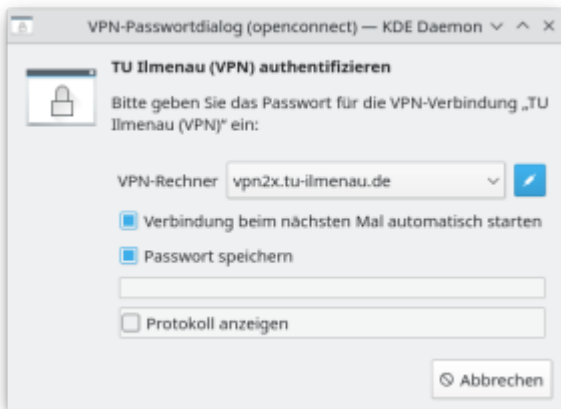 VPN-Passwortdialog (openconnect) — KDE Daemon
TU Ilmenau (VPN) authentifizieren
Bitte geben Sie das Passwort für die VPN-Verbindung „TU
Ilmenau (VPN)“ ein:
VPN-Rechner vpn2x.tu-ilmenau.de
Verbindung beim nächsten Mal automatisch starten
Passwort speichern
Protokoll anzeigen
Abbrechen